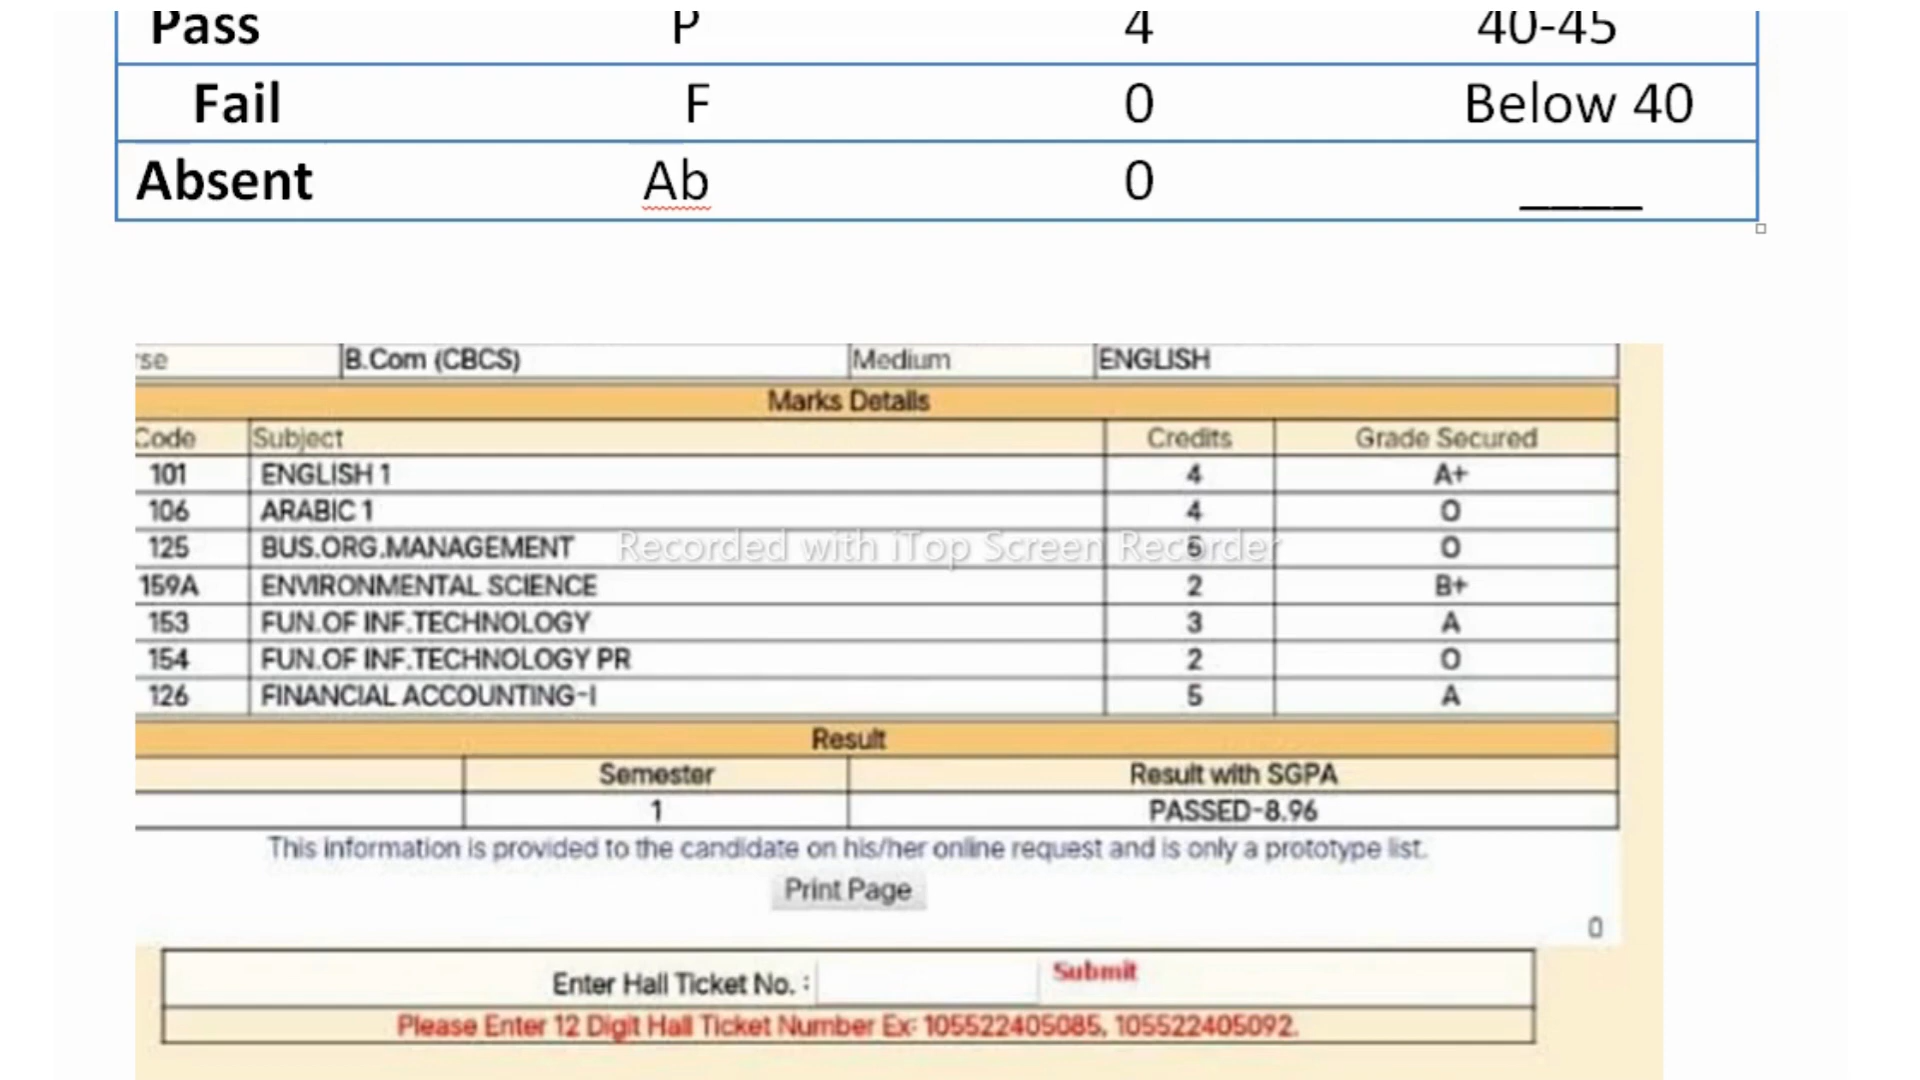 Pass P 4 40-45
Fail F 0 Below 40
Absent Ab 0 ____
rse B.Com (CBCS) Medium ENGLISH
Marks Details
Code Subject Credits Grade Secured
101 ENGLISH 1 4 A+
106 ARABIC 1 4 O
125 BUS.ORG.MANAGEMENT 5 O
Recorded with iTop Screen Recorder
159A ENVIRONMENTAL SCIENCE 2 B+
153 FUN.OF INF.TECHNOLOGY 3 A
154 FUN.OF INF.TECHNOLOGY PR 2 O
126 FINANCIAL ACCOUNTING-I 5 A
Result
Semester Result with SGPA
1 PASSED-8.96
This information is provided to the candidate on his/her online request and is only a prototype list.
Print Page
0
Enter Hall Ticket No. : Submit
Please Enter 12 Digit Hall Ticket Number Ex: 105522405085, 105522405092.